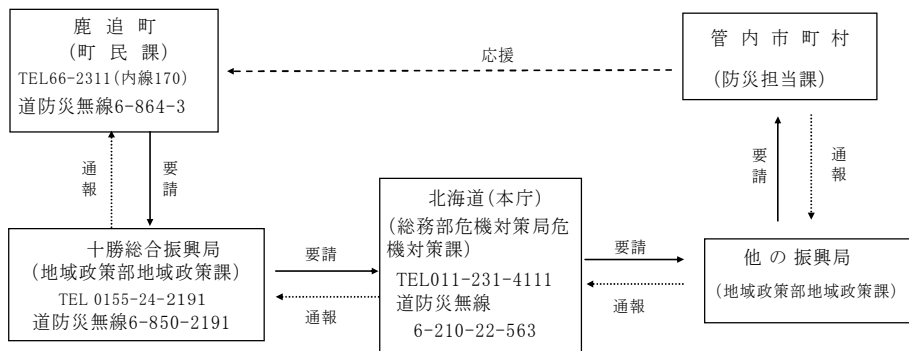 鹿追町
(町民課)
TEL66-2311(内線170)
道防災無線6-864-3
応援
管内市町村
(防災担当課)
通報
要請
要請
通報
十勝総合振興局
(地域政策部地域政策課)
TEL 0155-24-2191
道防災無線6-850-2191
要請
通報
北海道(本庁)
(総務部危機対策局危
機対策課)
TEL011-231-4111
道防災無線
6-210-22-563
要請
通報
他の振興局
(地域政策部地域政策課)